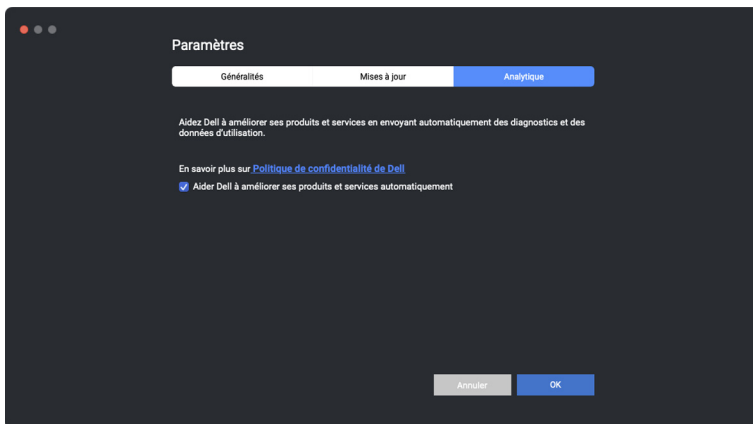 Paramètres
Généralités
Mises à jour
Analytique
Aidez Dell à améliorer ses produits et services en envoyant automatiquement des diagnostics et des
données d'utilisation.
En savoir plus sur Politique de confidentialité de Dell
Aider Dell à améliorer ses produits et services automatiquement
Annuler
OK